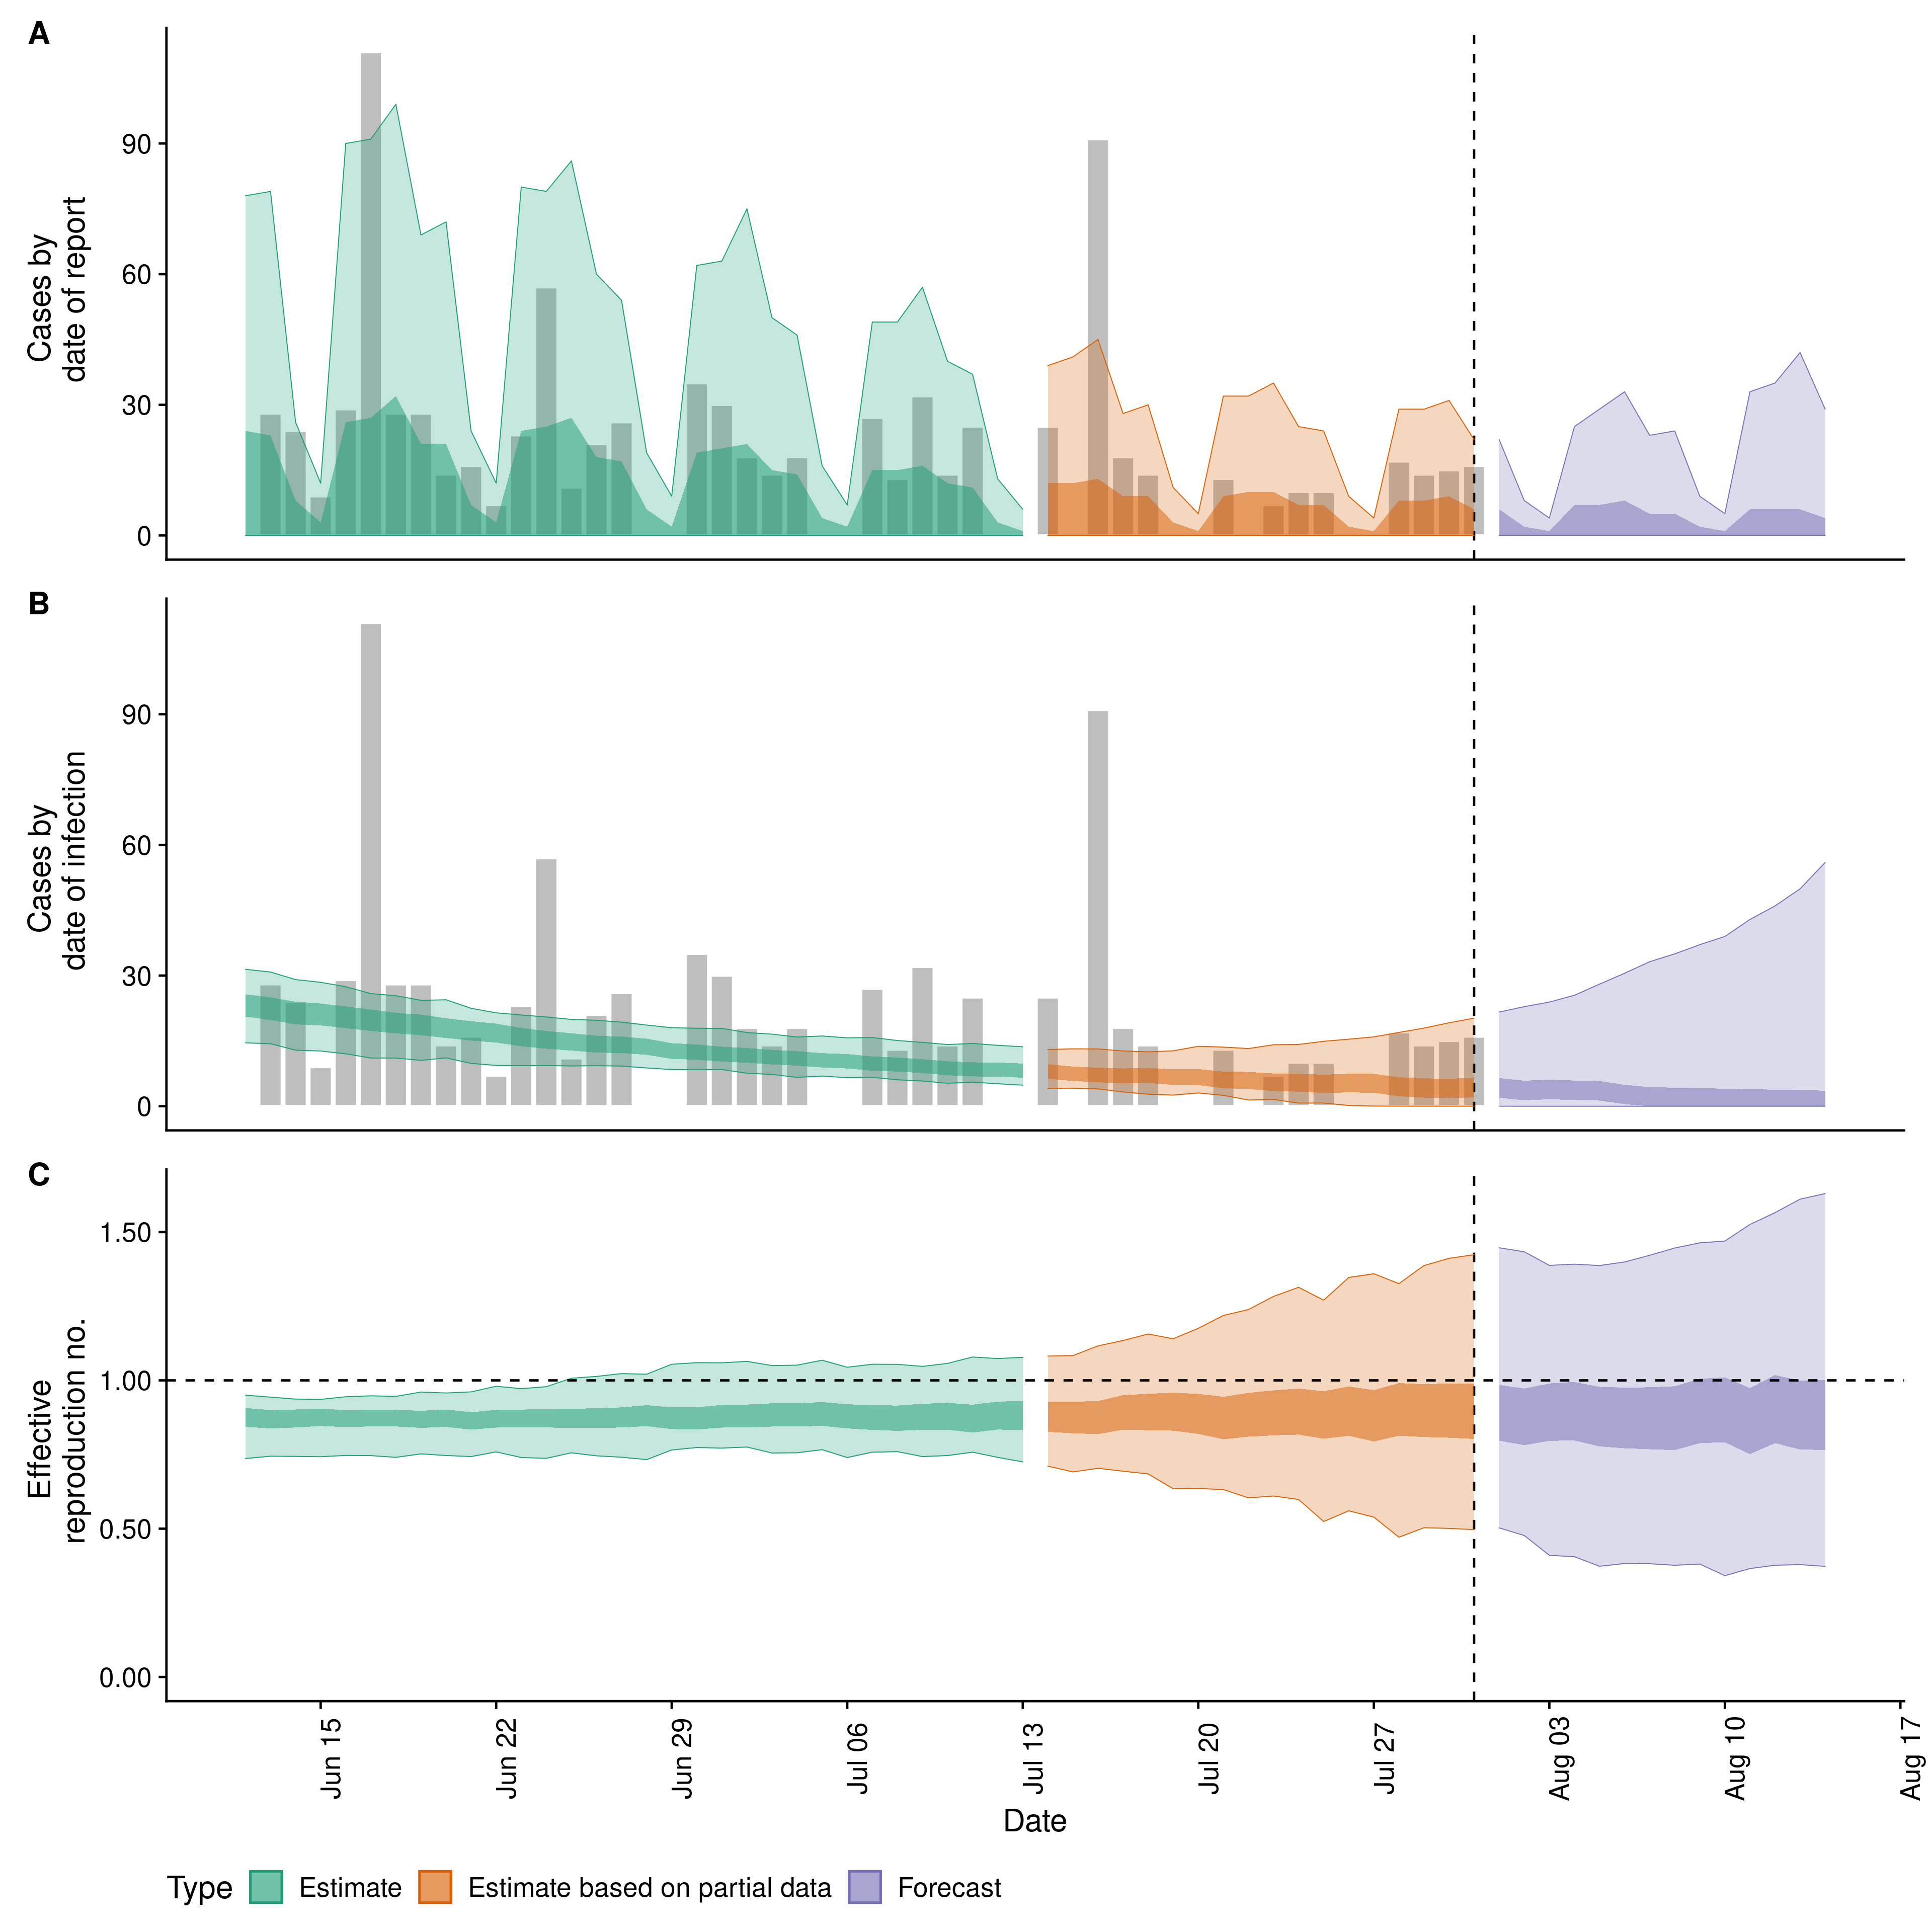 A
Cases by
date of report
90
60
30
0
B
Cases by
date of infection
90
60
30
0
C
Effective
reproduction no.
1.50
1.00
0.50
0.00
Jun 15
Jun 22
Jun 29
Jul 06
Jul 13
Jul 20
Jul 27
Aug 03
Aug 10
Aug 17
Date
Type Estimate Estimate based on partial data Forecast